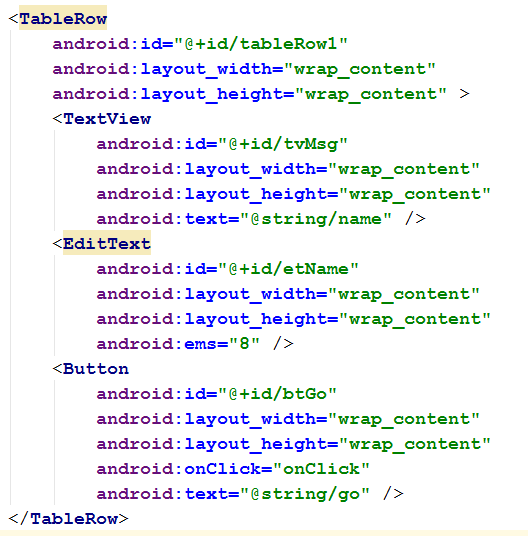 <TableRow
    android:id="@+id/tableRow1"
    android:layout_width="wrap_content"
    android:layout_height="wrap_content" >
    <TextView
        android:id="@+id/tvMsg"
        android:layout_width="wrap_content"
        android:layout_height="wrap_content"
        android:text="@string/name" />
    <EditText
        android:id="@+id/etName"
        android:layout_width="wrap_content"
        android:layout_height="wrap_content"
        android:ems="8" />
    <Button
        android:id="@+id/btGo"
        android:layout_width="wrap_content"
        android:layout_height="wrap_content"
        android:onClick="onClick"
        android:text="@string/go" />
</TableRow>